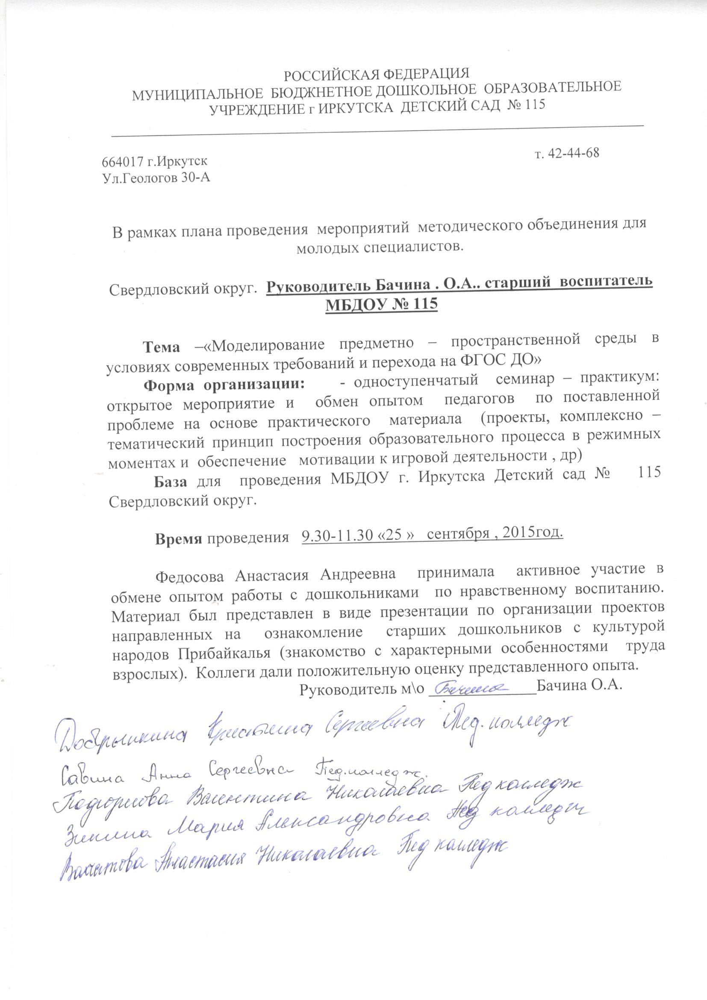 РОССИЙСКАЯ ФЕДЕРАЦИЯ
МУНИЦИПАЛЬНОЕ БЮДЖНЕТНОЕ ДОШКОЛЬНОЕ ОБРАЗОВАТЕЛЬНОЕ
УЧРЕЖДЕНИЕ г ИРКУТСКА ДЕТСКИЙ САД № 115
664017 г.Иркутск т. 42-44-68
Ул.Геологов 30-А
В рамках плана проведения мероприятий методического объединения для
молодых специалистов.
Свердловский округ. Руководитель Бачина . О.А.. старший воспитатель
МБДОУ № 115
Тема –«Моделирование предметно – пространственной среды в
условиях современных требований и перехода на ФГОС ДО»
Форма организации: - одноступенчатый семинар – практикум:
открытое мероприятие и обмен опытом педагогов по поставленной
проблеме на основе практического материала (проекты, комплексно –
тематический принцип построения образовательного процесса в режимных
моментах и обеспечение мотивации к игровой деятельности , др)
База для проведения МБДОУ г. Иркутска Детский сад № 115
Свердловский округ.
Время проведения 9.30-11.30 «25 » сентября , 2015год.
Федосова Анастасия Андреевна принимала активное участие в
обмене опытом работы с дошкольниками по нравственному воспитанию.
Материал был представлен в виде презентации по организации проектов
направленных на ознакомление старших дошкольников с культурой
народов Прибайкалья (знакомство с характерными особенностями труда
взрослых). Коллеги дали положительную оценку представленного опыта.
Руководитель м\о Бачина Бачина О.А.
Добрынкина Кристина Сергеевна Пед. колледж
Савина Анна Сергеевна Пед.колледж.
Подгорнова Валентина Николаевна Пед колледж
Мария Александровна Пед колледж
Анастасия Николаевна Пед колледж